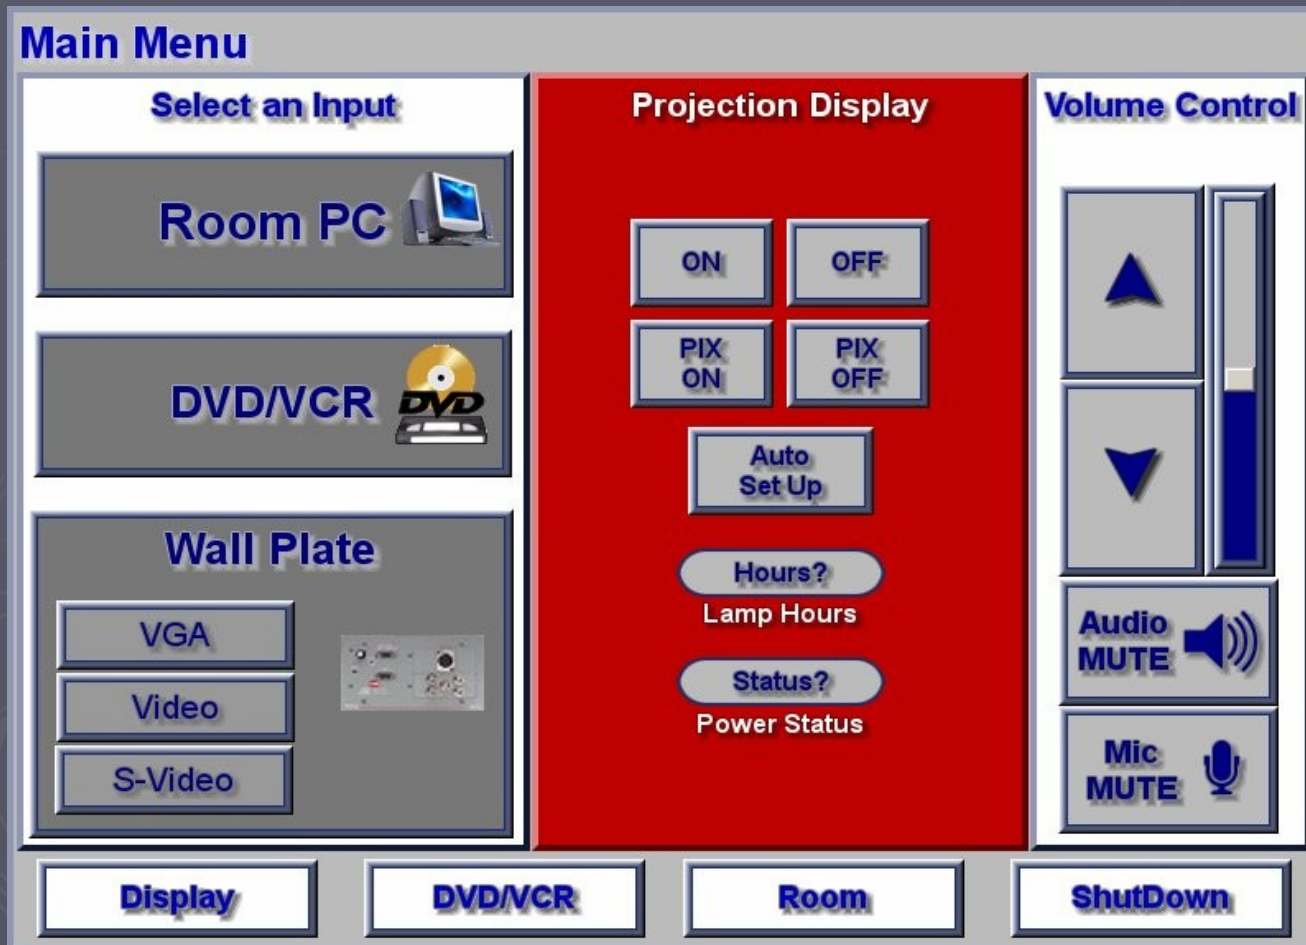 Main Menu
Select an Input
Room PC
DVD/VCR
DVD
Wall Plate
VGA
Video
S-Video
Projection Display
ON
OFF
PIX
ON
PIX
OFF
Auto
Set Up
Hours?
Lamp Hours
Status?
Power Status
Volume Control
Audio
MUTE
Mic
MUTE
Display
DVD/VCR
Room
ShutDown